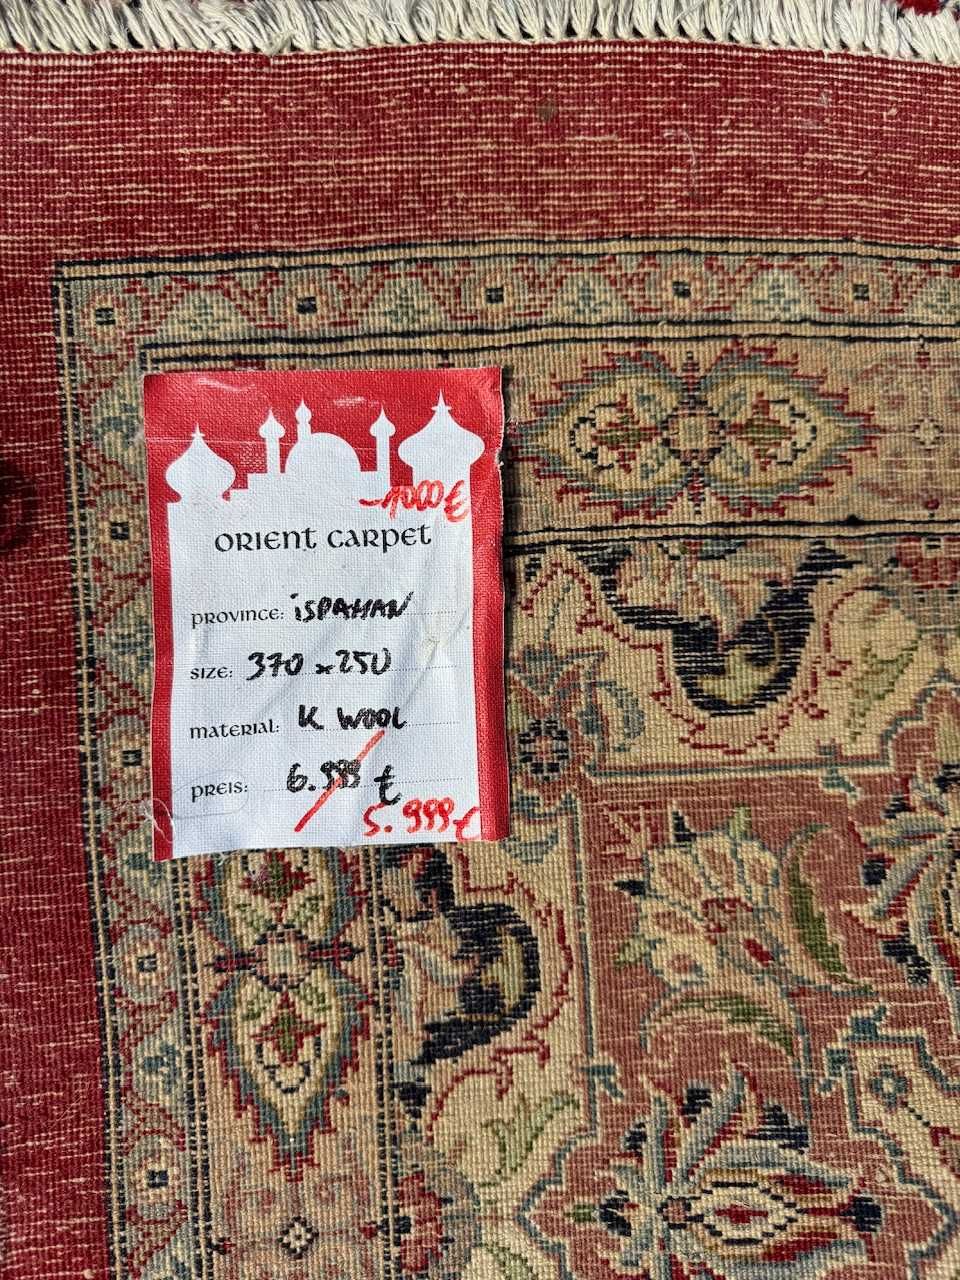 -1000€
ORIENT CARPET
PROVINCE: ISPAHAN
SIZE: 370 x 250
MATERIAL: K WOOL
PREIS: 6.999 €
5.999 €